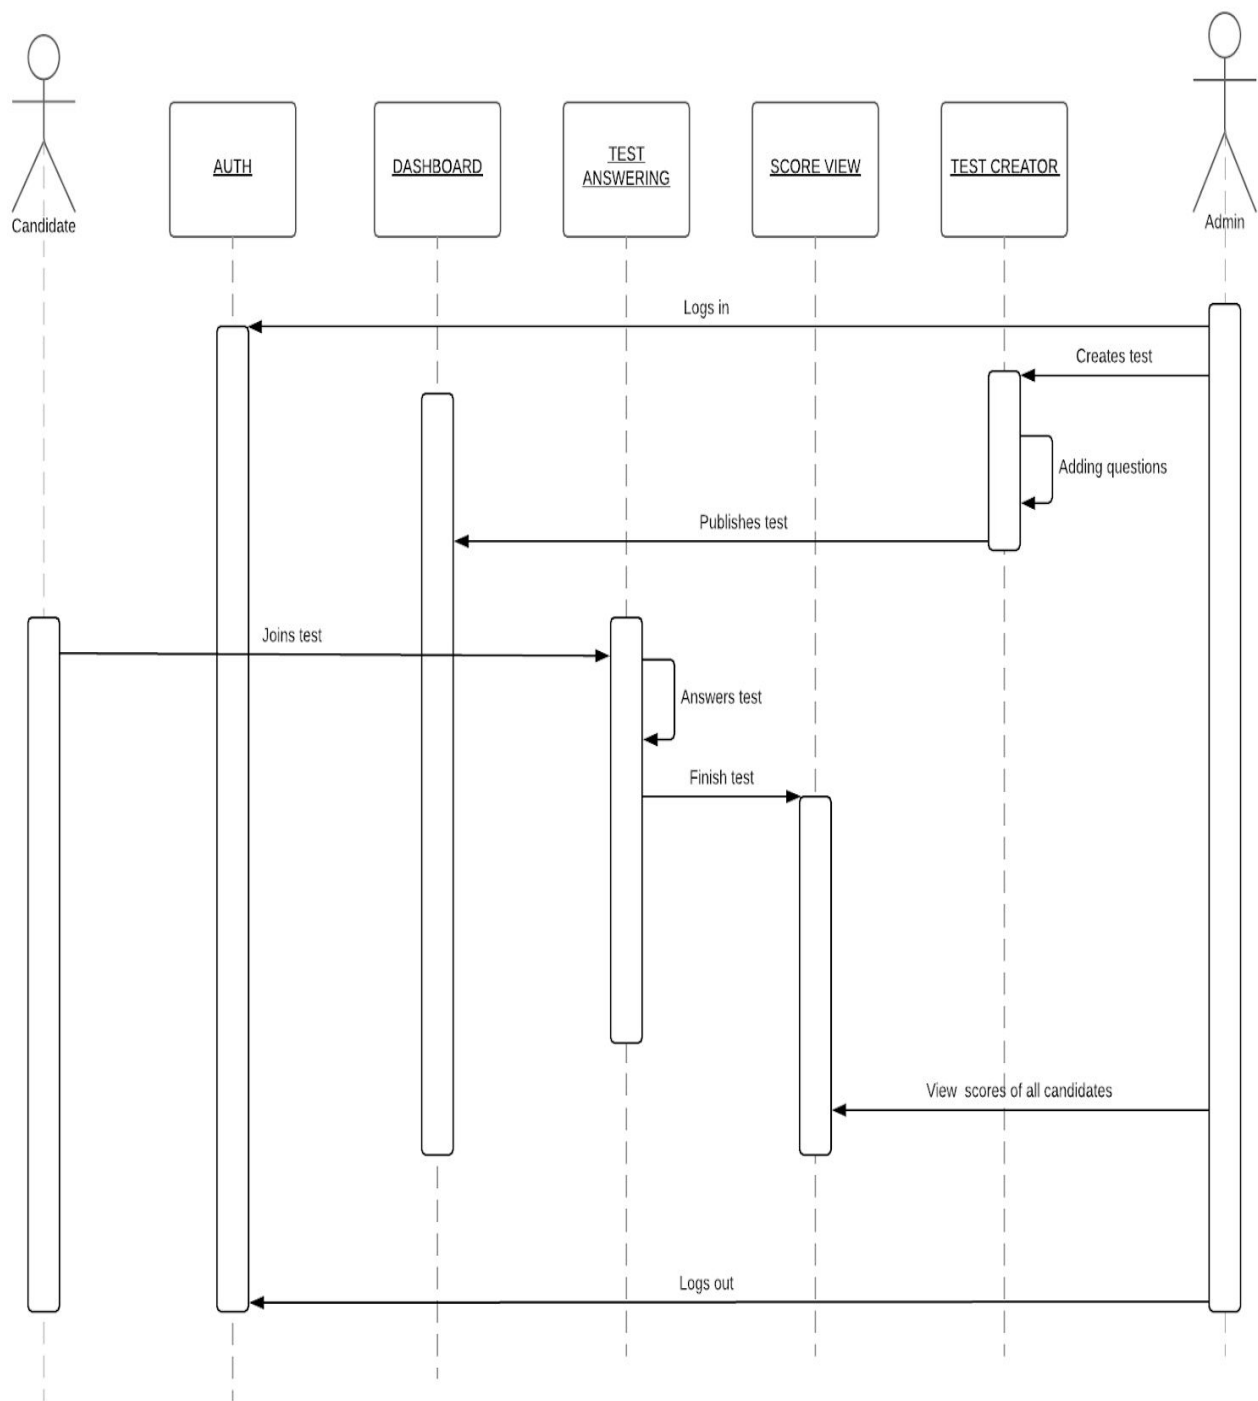 Candidate
AUTH
DASHBOARD
TEST
ANSWERING
SCORE VIEW
TEST CREATOR
Admin
Logs in
Creates test
Adding questions
Publishes test
Joins test
Answers test
Finish test
View  scores of all candidates
Logs out